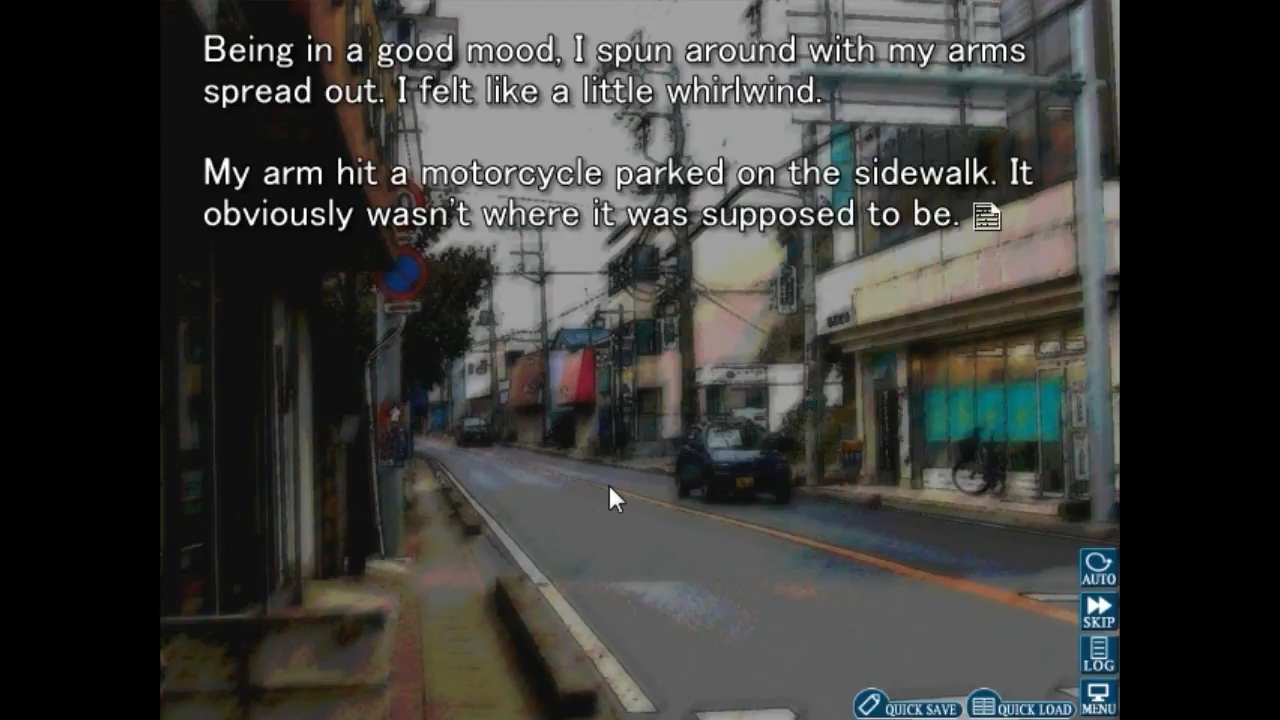 Being in a good mood, I spun around with my arms
spread out. I felt like a little whirlwind.
My arm hit a motorcycle parked on the sidewalk. It
obviously wasn't where it was supposed to be.
AUTO
SKIP
LOG
MENU
QUICK SAVE
QUICK LOAD